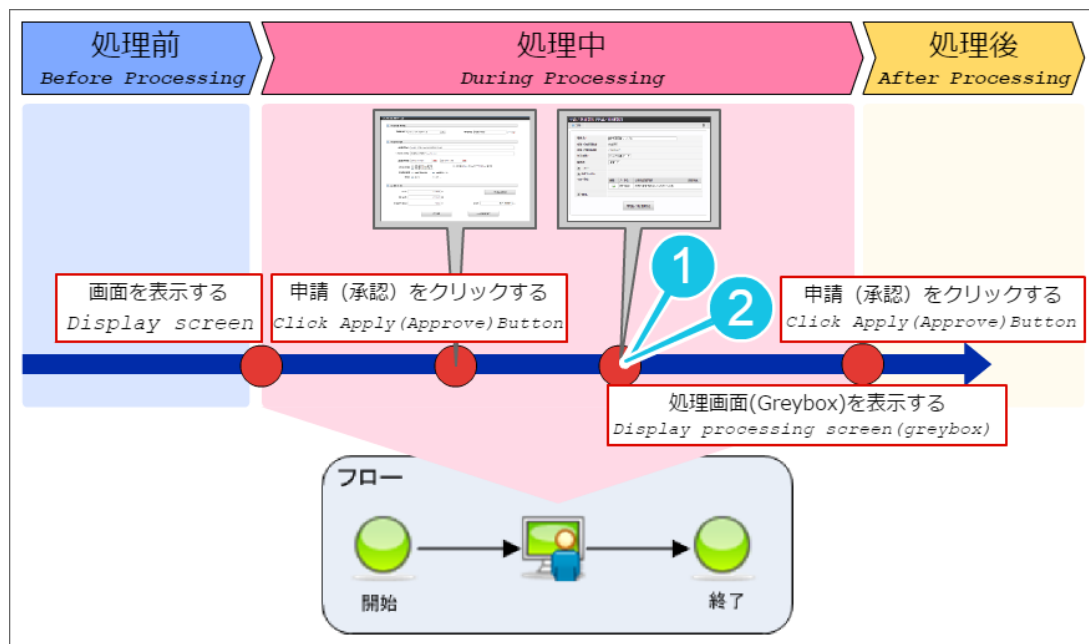 処理前
Before Processing
処理中
During Processing
処理後
After Processing
画面を表示する
Display screen
申請（承認）をクリックする
Click Apply(Approve)Button
1
2
申請（承認）をクリックする
Click Apply(Approve)Button
処理画面(Greybox)を表示する
Display processing screen(greybox)
フロー
開始
終了